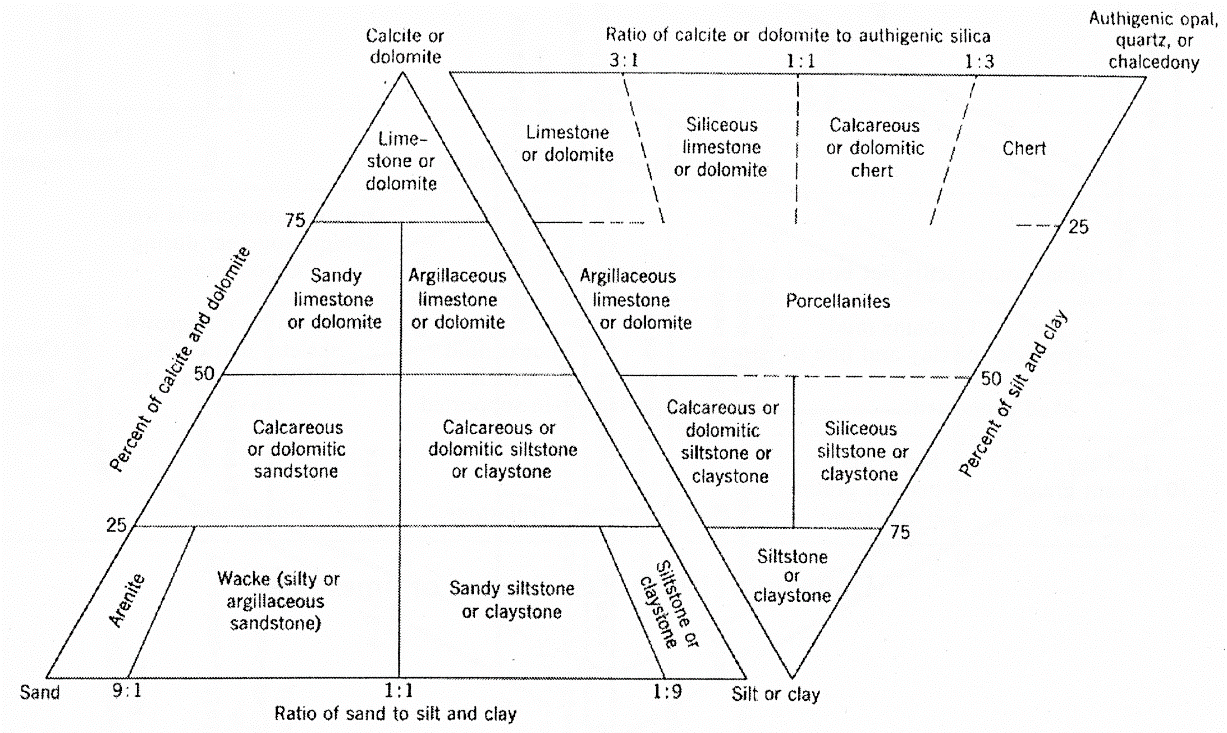 Calcite or
dolomite
Ratio of calcite or dolomite to authigenic silica
3:1
1:1
1:3
Authigenic opal,
quartz, or
chalcedony
Lime-
stone or
dolomite
Limestone
or dolomite
Siliceous
limestone
or dolomite
Calcareous
or dolomitic
chert
Chert
75
25
Percent of calcite and dolomite
Sandy
limestone
or dolomite
Argillaceous
limestone
or dolomite
Argillaceous
limestone
or dolomite
Porcellanites
50
50
Percent of silt and clay
Calcareous
or dolomitic
sandstone
Calcareous or
dolomitic siltstone
or claystone
Calcareous or
dolomitic
siltstone or
claystone
Siliceous
siltstone or
claystone
25
75
Arenite
Wacke (silty or
argillaceous
sandstone)
Sandy siltstone
or claystone
Siltstone or
claystone
Siltstone
or
claystone
Sand
9:1
1:1
1:9
Silt or clay
Ratio of sand to silt and clay